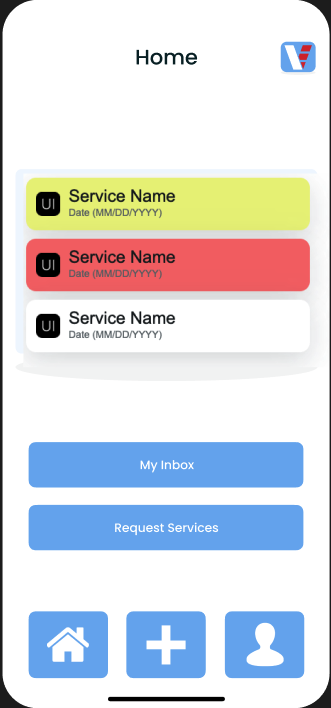 Home
V
UI
Service Name
Date (MM/DD/YYYY)
UI
Service Name
Date (MM/DD/YYYY)
UI
Service Name
Date (MM/DD/YYYY)
My Inbox
Request Services